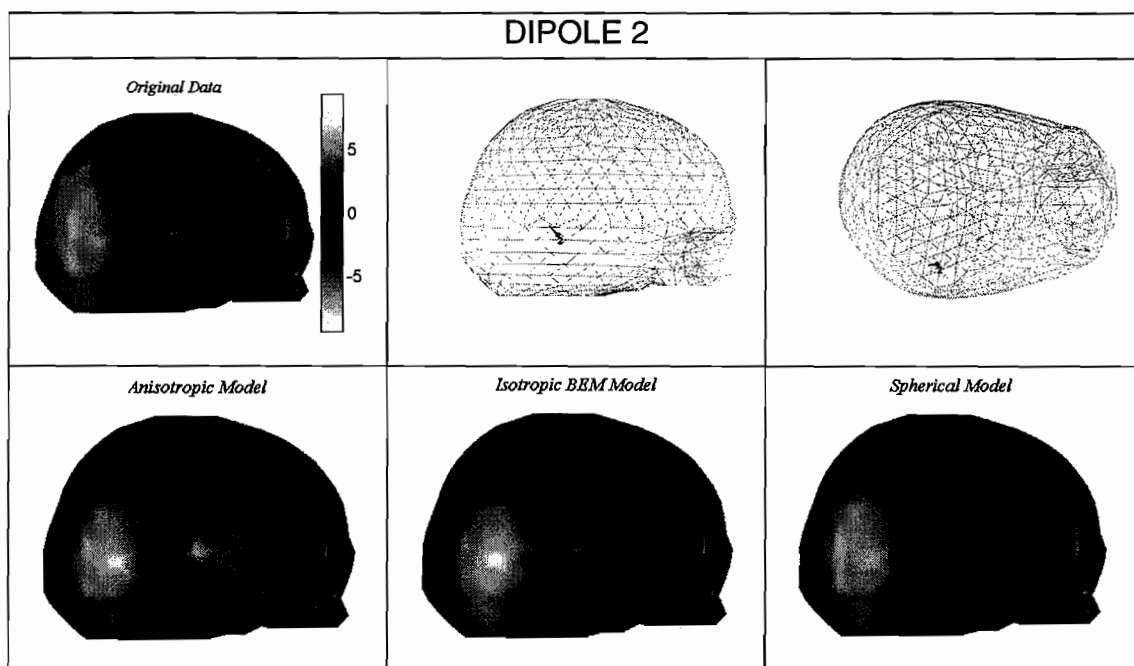 DIPOLE 2
Original Data
5
0
-5
Anisotropic Model
Isotropic BEM Model
Spherical Model